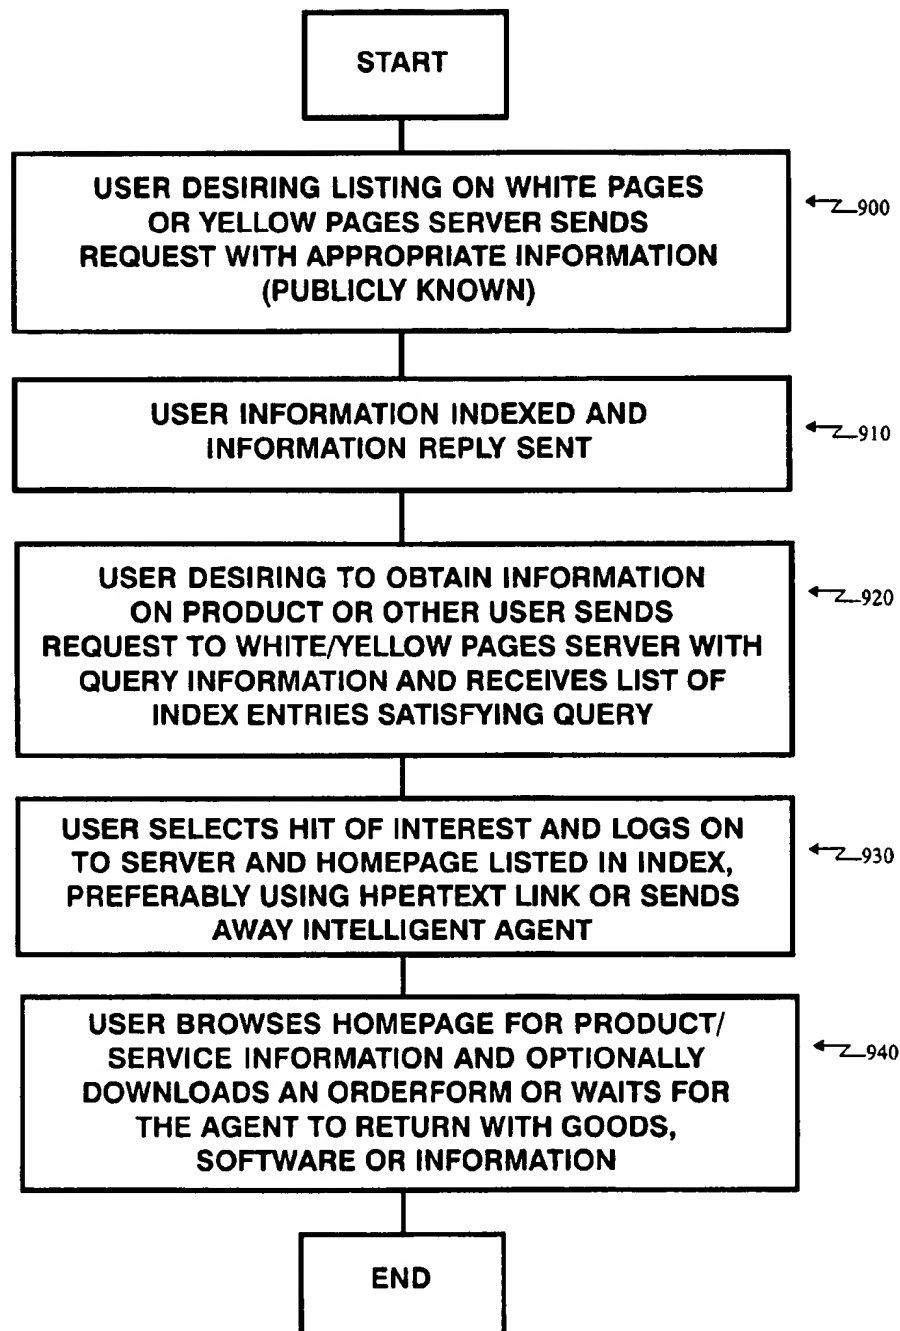 START
USER DESIRING LISTING ON WHITE PAGES
OR YELLOW PAGES SERVER SENDS
REQUEST WITH APPROPRIATE INFORMATION
(PUBLICLY KNOWN)
900
USER INFORMATION INDEXED AND
INFORMATION REPLY SENT
910
USER DESIRING TO OBTAIN INFORMATION
ON PRODUCT OR OTHER USER SENDS
REQUEST TO WHITE/YELLOW PAGES SERVER WITH
QUERY INFORMATION AND RECEIVES LIST OF
INDEX ENTRIES SATISFYING QUERY
920
USER SELECTS HIT OF INTEREST AND LOGS ON
TO SERVER AND HOMEPAGE LISTED IN INDEX,
PREFERABLY USING HPERTEXT LINK OR SENDS
AWAY INTELLIGENT AGENT
930
USER BROWSES HOMEPAGE FOR PRODUCT/
SERVICE INFORMATION AND OPTIONALLY
DOWNLOADS AN ORDERFORM OR WAITS FOR
THE AGENT TO RETURN WITH GOODS,
SOFTWARE OR INFORMATION
940
END